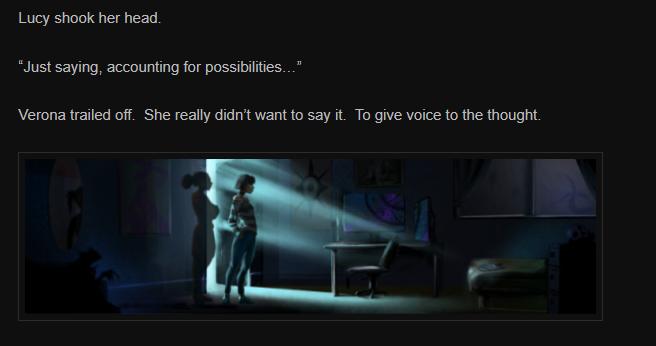 Lucy shook her head.
“Just saying, accounting for possibilities…”
Verona trailed off.  She really didn’t want to say it.  To give voice to the thought.